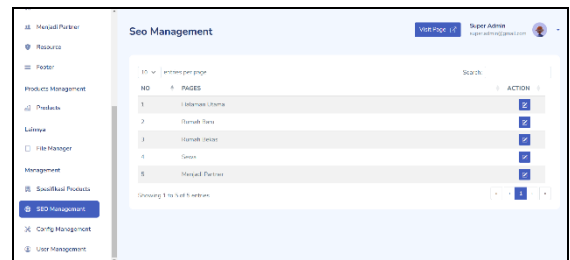 Menjadi Partner
Resource
Footer
Products Management
Products
Lainnya
File Manager
Management
Spesifikasi Products
SEO Management
Config Management
User Management
Seo Management
Visit Page
Super Admin
superadmin@gmail.com
10 entries per page
Search:
NO PAGES ACTION
1 Halaman Utama
2 Rumah Baru
3 Rumah Bekas
4 Sewa
5 Menjadi Partner
Showing 1 to 5 of 5 entries
« ‹ 1 › »